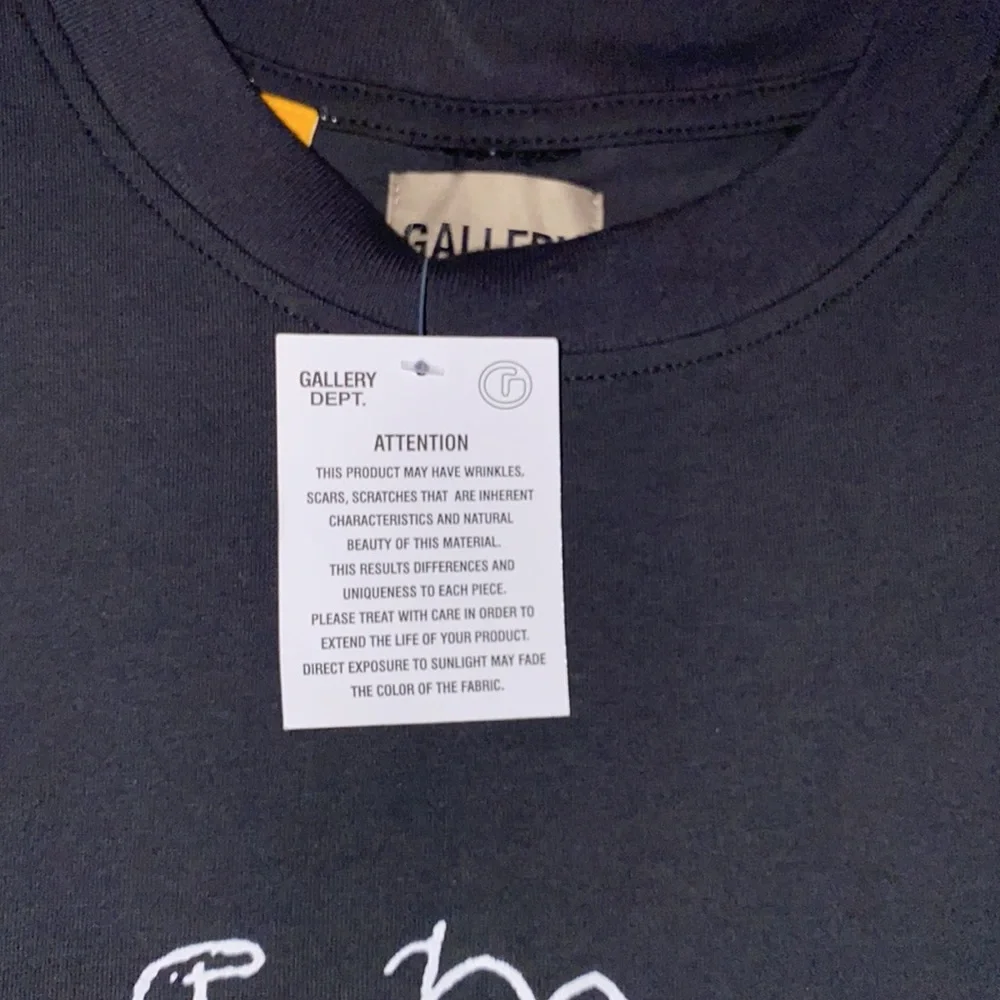 GALLERY
GALLERY
DEPT.
G
ATTENTION
THIS PRODUCT MAY HAVE WRINKLES.
SCARS, SCRATCHES THAT ARE INHERENT
CHARACTERISTICS AND NATURAL
BEAUTY OF THIS MATERIAL.
THIS RESULTS DIFFERENCES AND
UNIQUENESS TO EACH PIECE.
PLEASE TREAT WITH CARE IN ORDER TO
EXTEND THE LIFE OF YOUR PRODUCT.
DIRECT EXPOSURE TO SUNLIGHT MAY FADE
THE COLOR OF THE FABRIC.